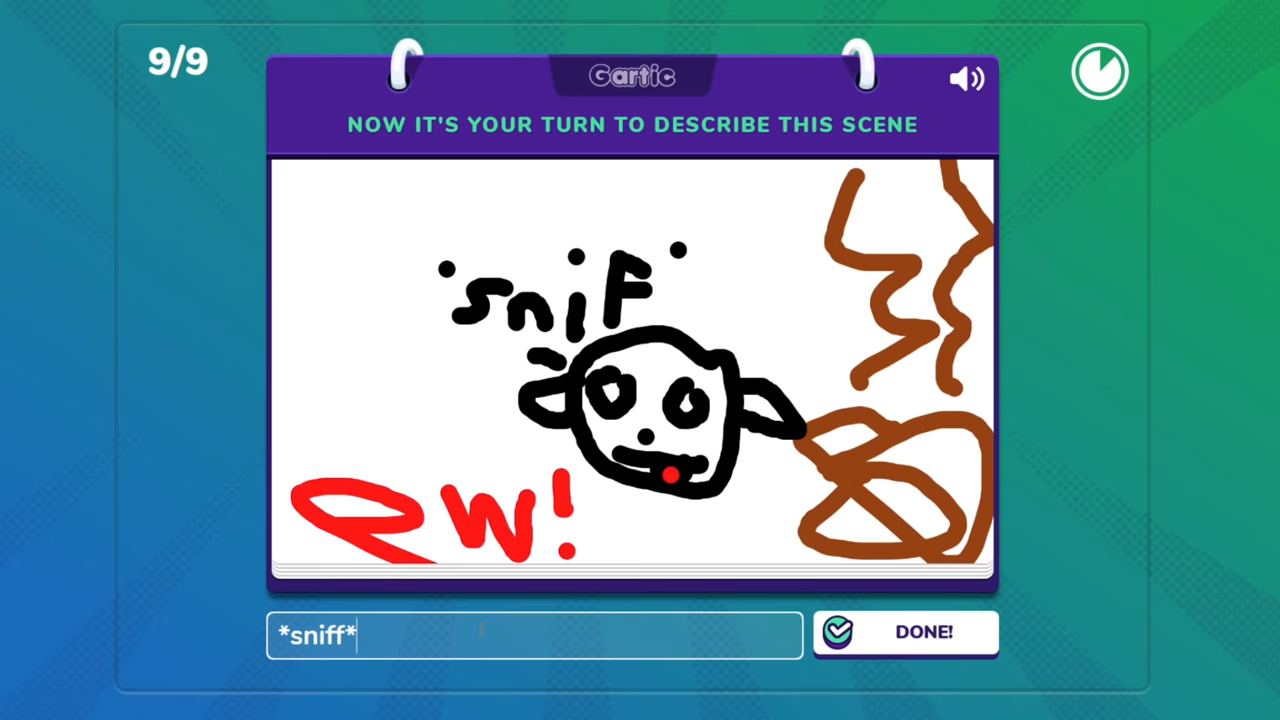 9/9
Gartic
NOW IT'S YOUR TURN TO DESCRIBE THIS SCENE
snif
ew!
*sniff*
DONE!